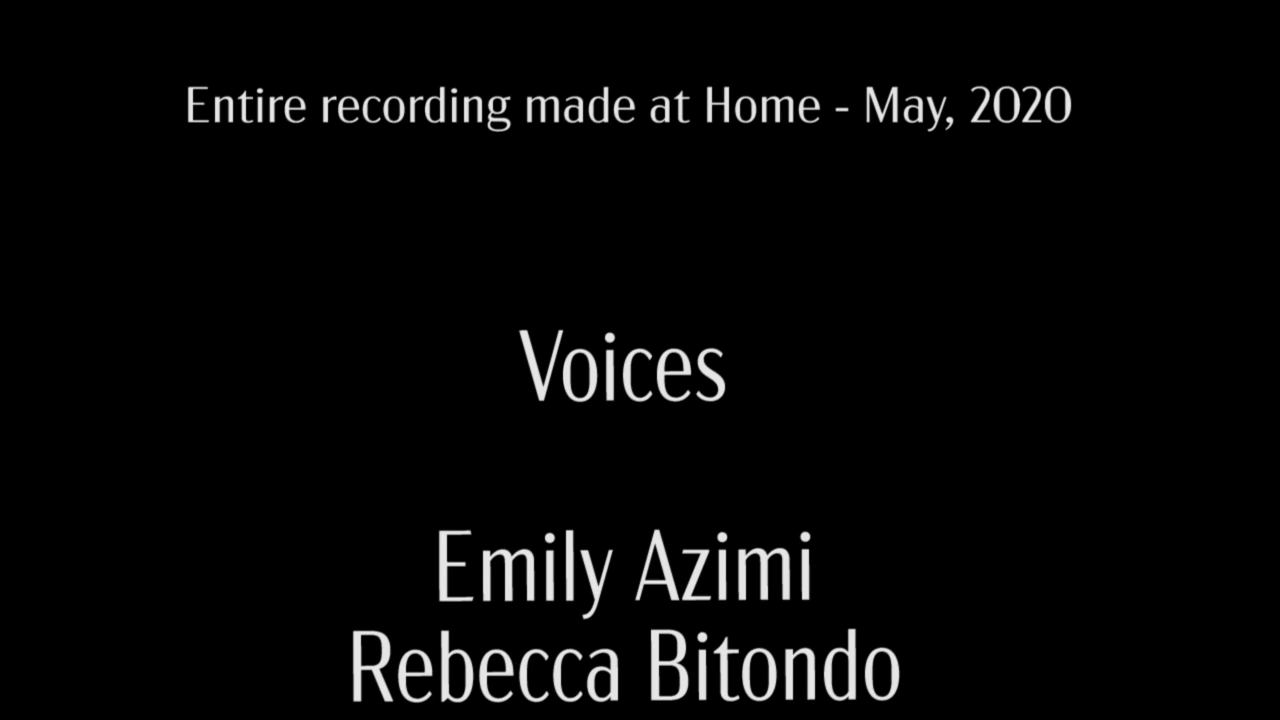 Entire recording made at Home - May, 2020
Voices
Emily Azimi
Rebecca Bitondo